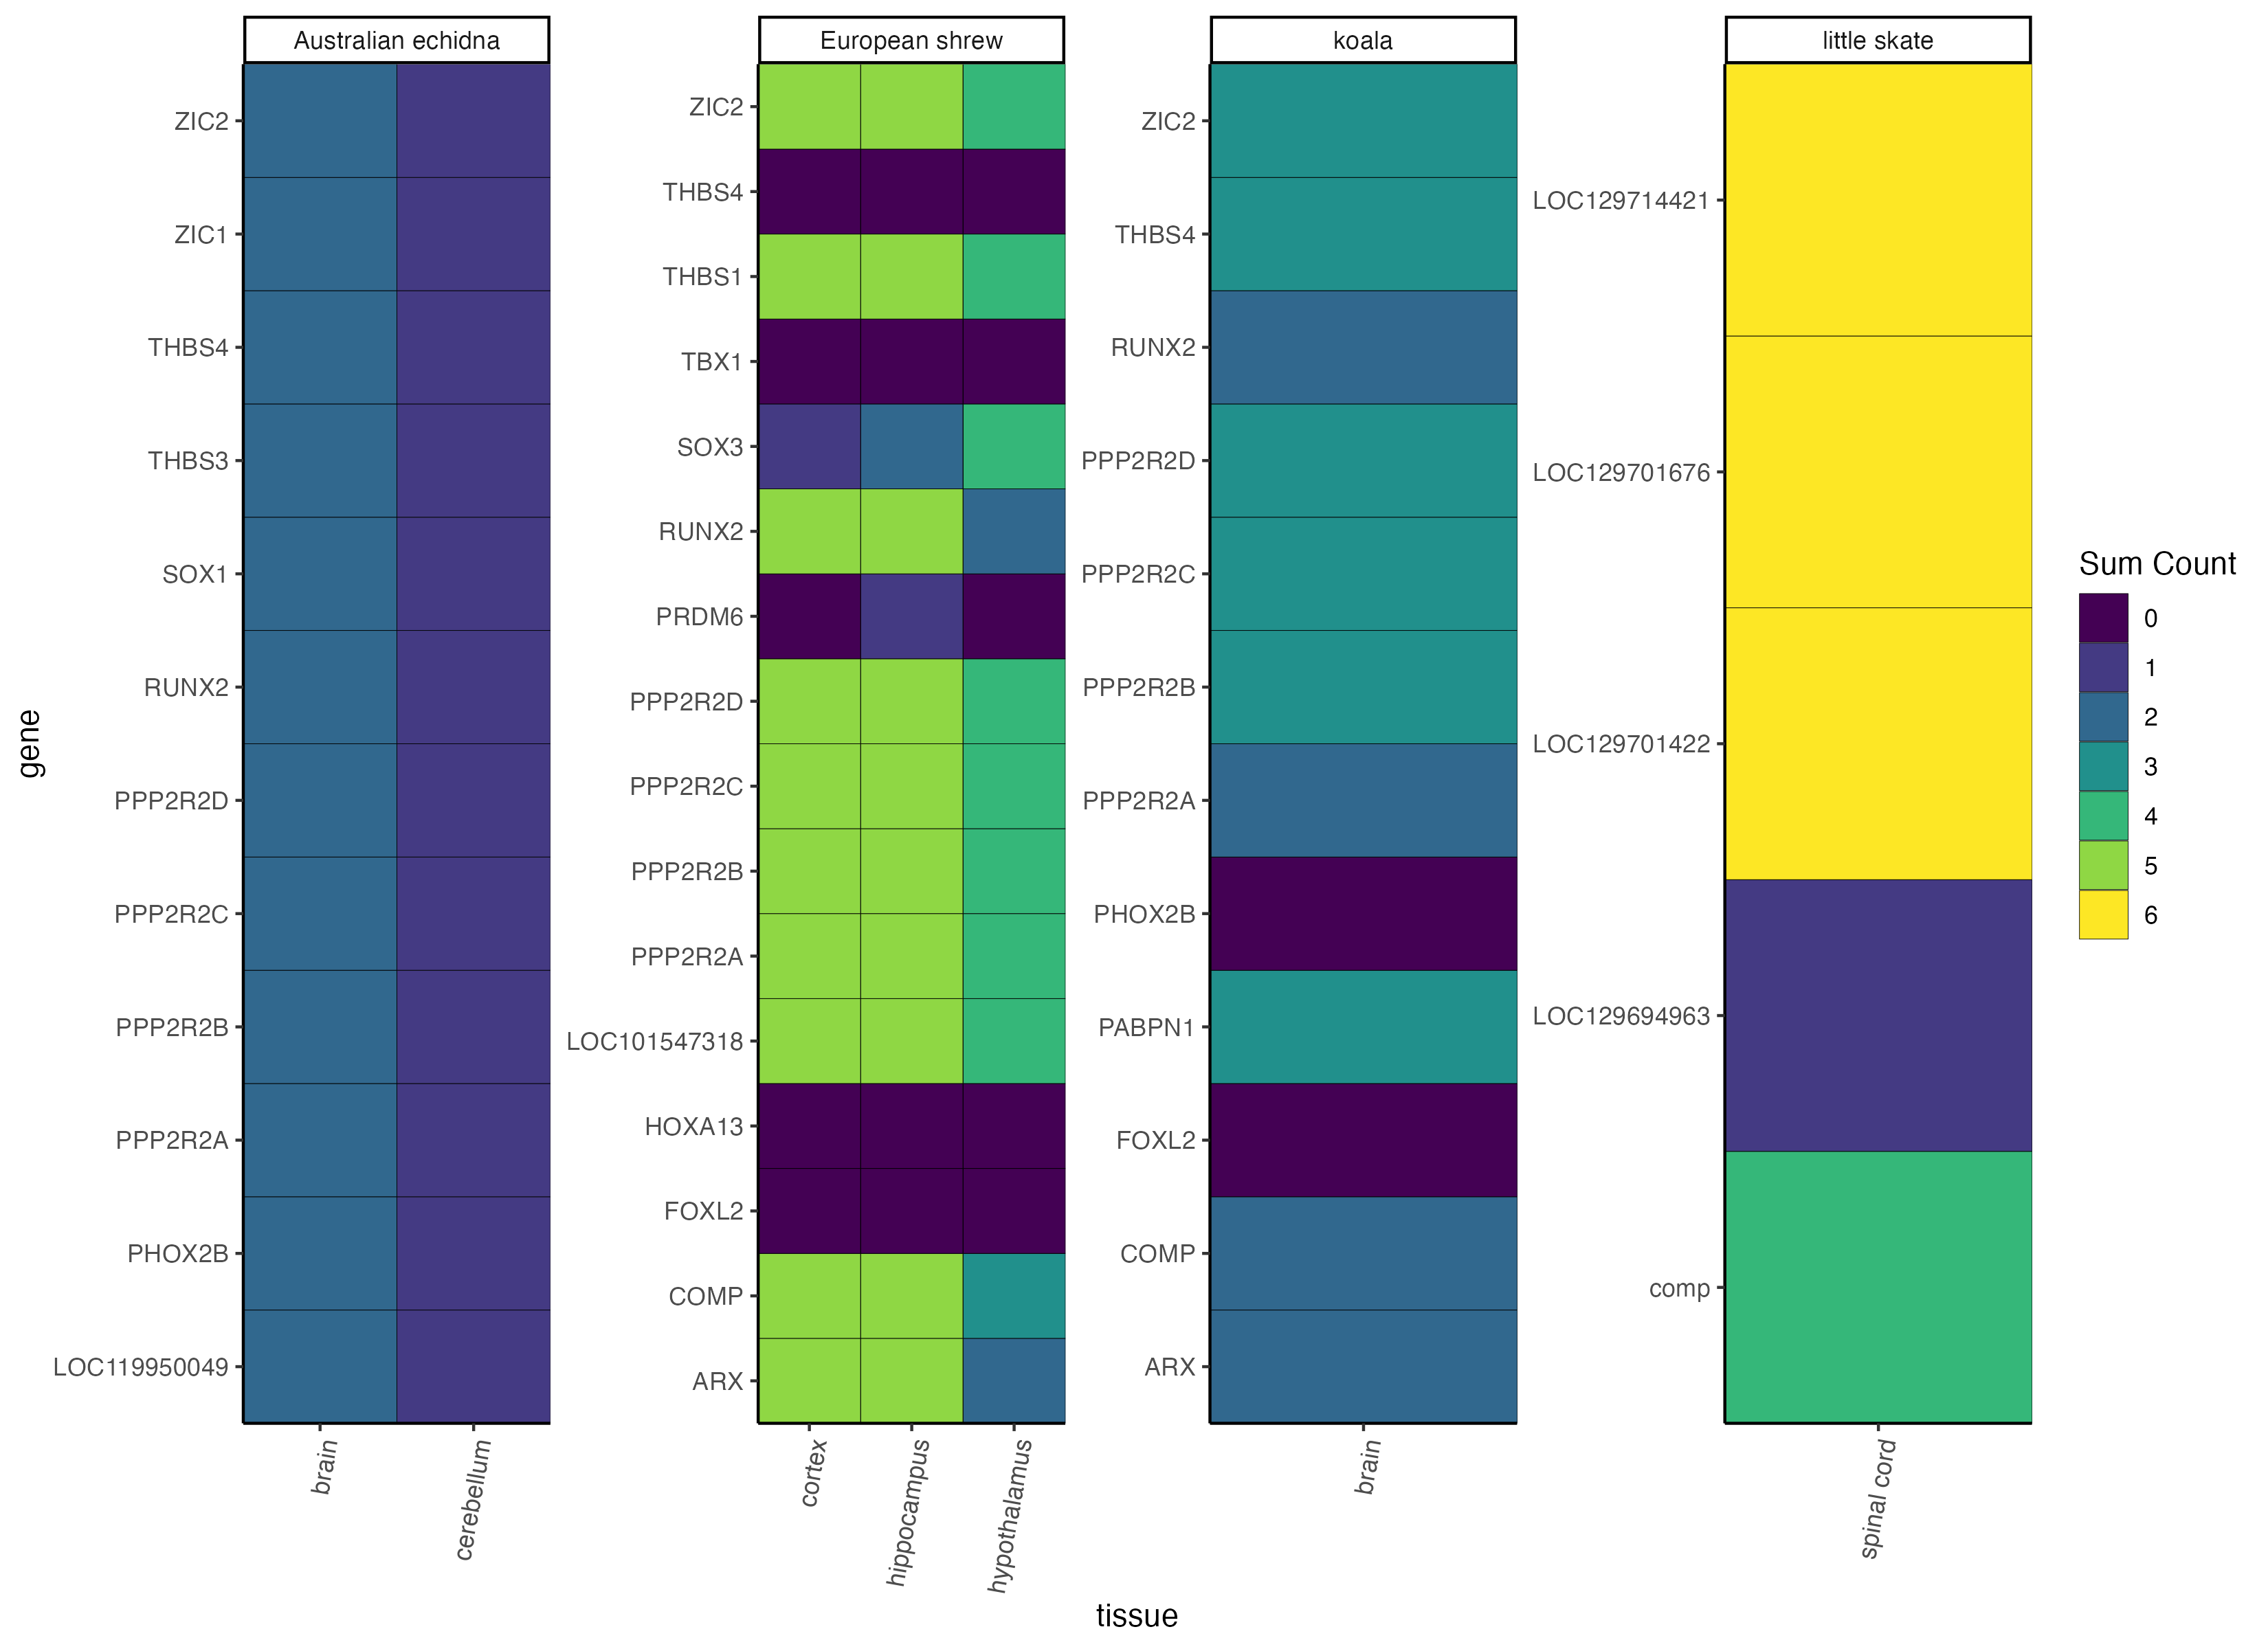 Australian echidna
European shrew
koala
little skate
gene
ZIC2
ZIC1
THBS4
THBS3
SOX1
RUNX2
PPP2R2D
PPP2R2C
PPP2R2B
PPP2R2A
PHOX2B
LOC119950049
brain
cerebellum
ZIC2
THBS4
THBS1
TBX1
SOX3
RUNX2
PRDM6
PPP2R2D
PPP2R2C
PPP2R2B
PPP2R2A
LOC101547318
HOXA13
FOXL2
COMP
ARX
cortex
hippocampus
hypothalamus
ZIC2
THBS4
RUNX2
PPP2R2D
PPP2R2C
PPP2R2B
PPP2R2A
PHOX2B
PABPN1
FOXL2
COMP
ARX
brain
LOC129714421
LOC129701676
LOC129701422
LOC129694963
comp
spinal cord
tissue
Sum Count
0
1
2
3
4
5
6